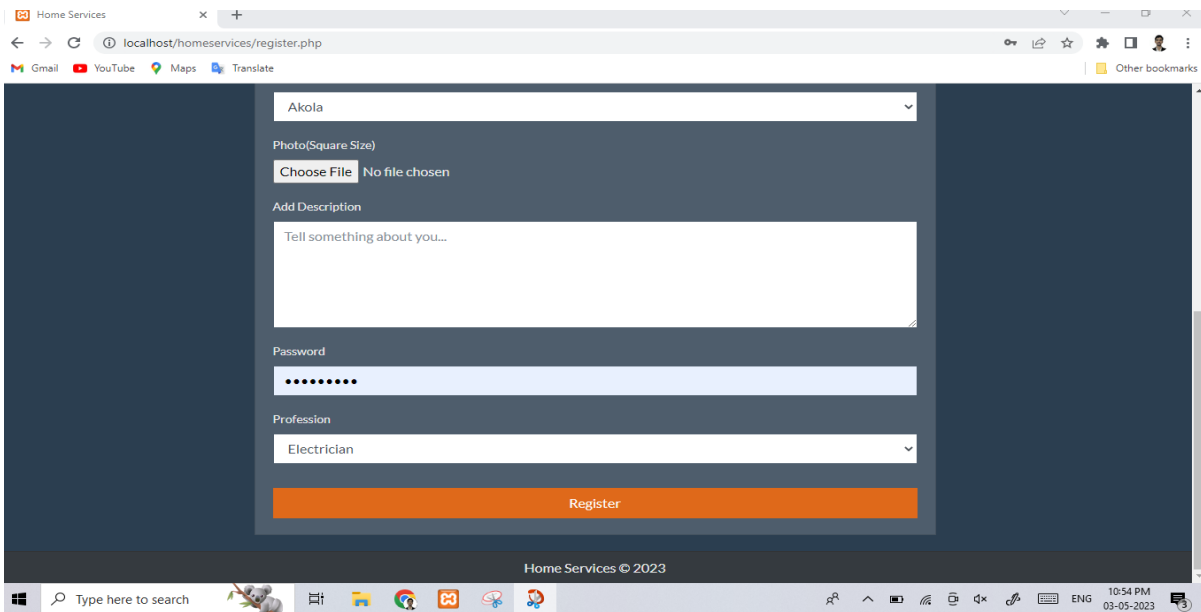 Home Services
localhost/homeservices/register.php
Gmail YouTube Maps Translate Other bookmarks
Akola
Photo(Square Size)
Choose File No file chosen
Add Description
Tell something about you...
Password
Profession
Electrician
Register
Home Services © 2023
Type here to search ENG 10:54 PM
03-05-2023